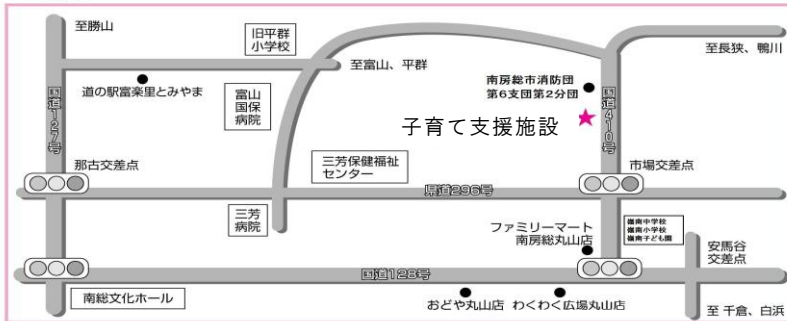 至勝山
旧平群
小学校
至長狭、鴨川
至富山、平群
道の駅富楽里とみやま
富山
国保
病院
南房総市消防団
第6支団第2分団
国道127号
国道410号
子育て支援施設
那古交差点
三芳保健福祉
センター
市場交差点
県道296号
三芳
病院
ファミリーマート
南房総丸山店
嶺南中学校
嶺南小学校
嶺南子ども園
安馬谷
交差点
国道128号
南総文化ホール
おどや丸山店
わくわく広場丸山店
至 千倉、白浜